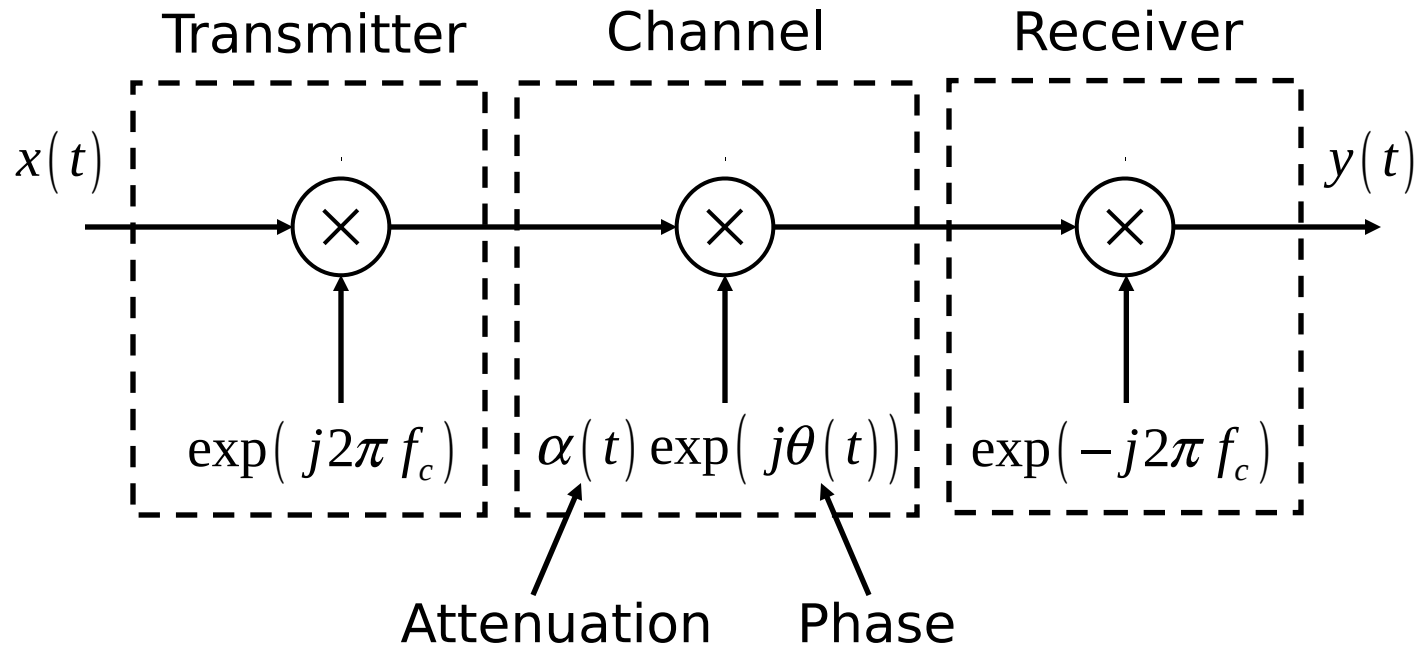 Transmitter Channel Receiver
x(t) y(t)
exp(j2π f_c) α(t) exp(jθ(t)) exp(−j2π f_c)
Attenuation Phase